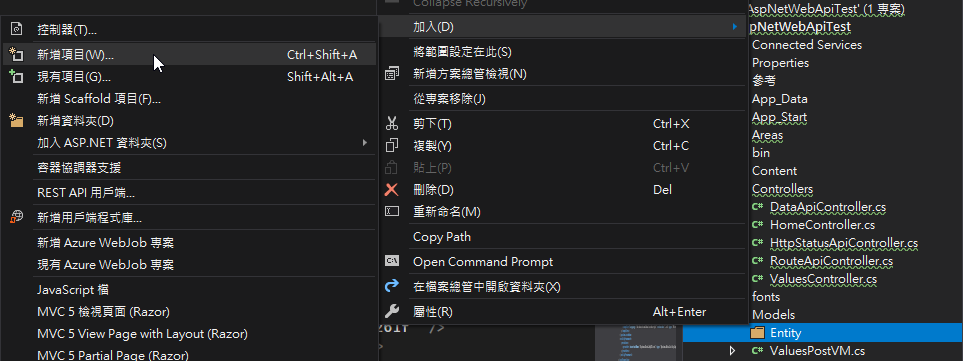 控制器(T)...
新增項目(W)... Ctrl+Shift+A
現有項目(G)... Shift+Alt+A
新增 Scaffold 項目(F)...
新增資料夾(D)
加入 ASP.NET 資料夾(S)
容器協調器支援
REST API 用戶端...
新增用戶端程式庫...
新增 Azure WebJob 專案
現有 Azure WebJob 專案
JavaScript 檔
MVC 5 檢視頁面 (Razor)
MVC 5 View Page with Layout (Razor)
MVC 5 Partial Page (Razor)
Collapse Recursively
加入(D)
將範圍設定在此(S)
新增方案總管檢視(N)
從專案移除(J)
剪下(T) Ctrl+X
複製(Y) Ctrl+C
貼上(P) Ctrl+V
刪除(D) Del
重新命名(M)
Copy Path
Open Command Prompt
在檔案總管中開啟資料夾(X)
屬性(R) Alt+Enter
261f" />
AspNetWebApiTest' (1 專案)
pNetWebApiTest
Connected Services
Properties
參考
App_Data
App_Start
Areas
bin
Content
Controllers
C# DataApiController.cs
C# HomeController.cs
C# HttpStatusApiController.cs
C# RouteApiController.cs
C# ValuesController.cs
fonts
Models
Entity
C# ValuesPostVM.cs